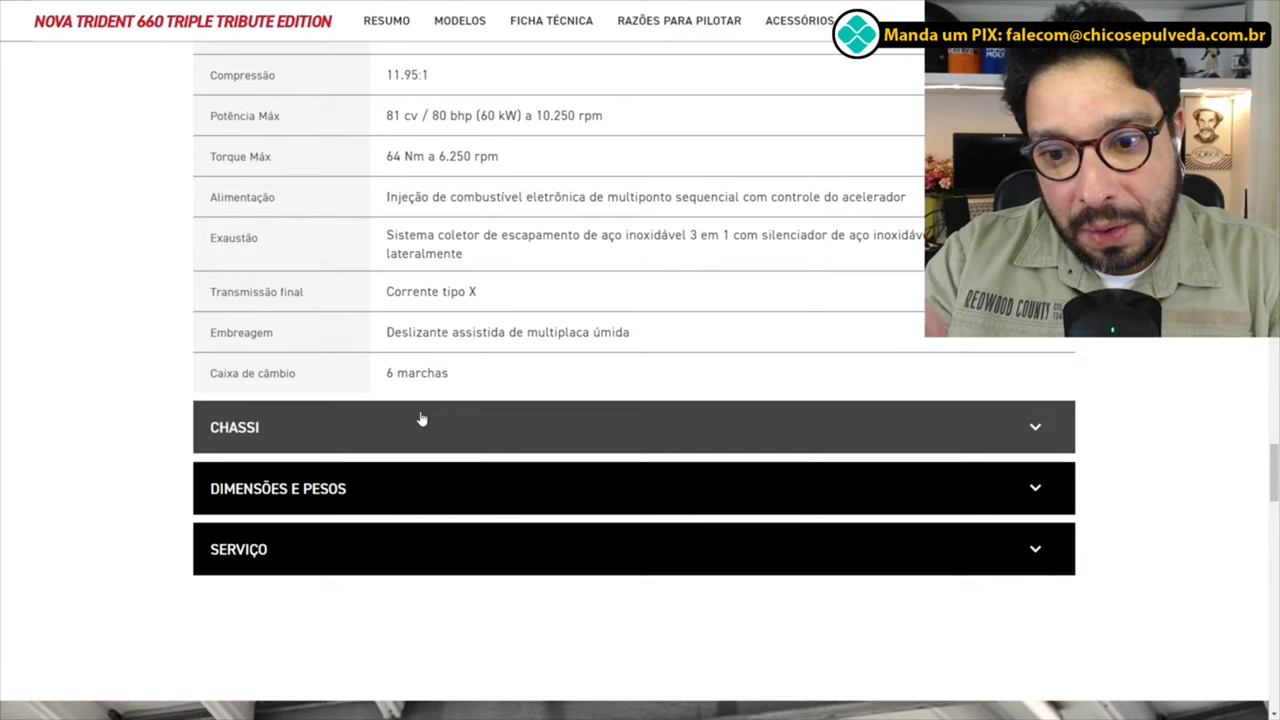 NOVA TRIDENT 660 TRIPLE TRIBUTE EDITION RESUMO MODELOS FICHA TÉCNICA RAZÕES PARA PILOTAR ACESSÓRIOS
Manda um PIX: falecom@chicosepulveda.com.br
Compressão 11.95:1
Potência Máx 81 cv / 80 bhp (60 kW) a 10.250 rpm
Torque Máx 64 Nm a 6.250 rpm
Alimentação Injeção de combustível eletrônica de multiponto sequencial com controle do acelerador
Exaustão Sistema coletor de escapamento de aço inoxidável 3 em 1 com silenciador de aço
lateralmente
Transmissão final Corrente tipo X
Embreagem Deslizante assistida de multiplaca úmida
Caixa de câmbio 6 marchas
CHASSI
DIMENSÕES E PESOS
SERVIÇO
REDWOOD COUNTY